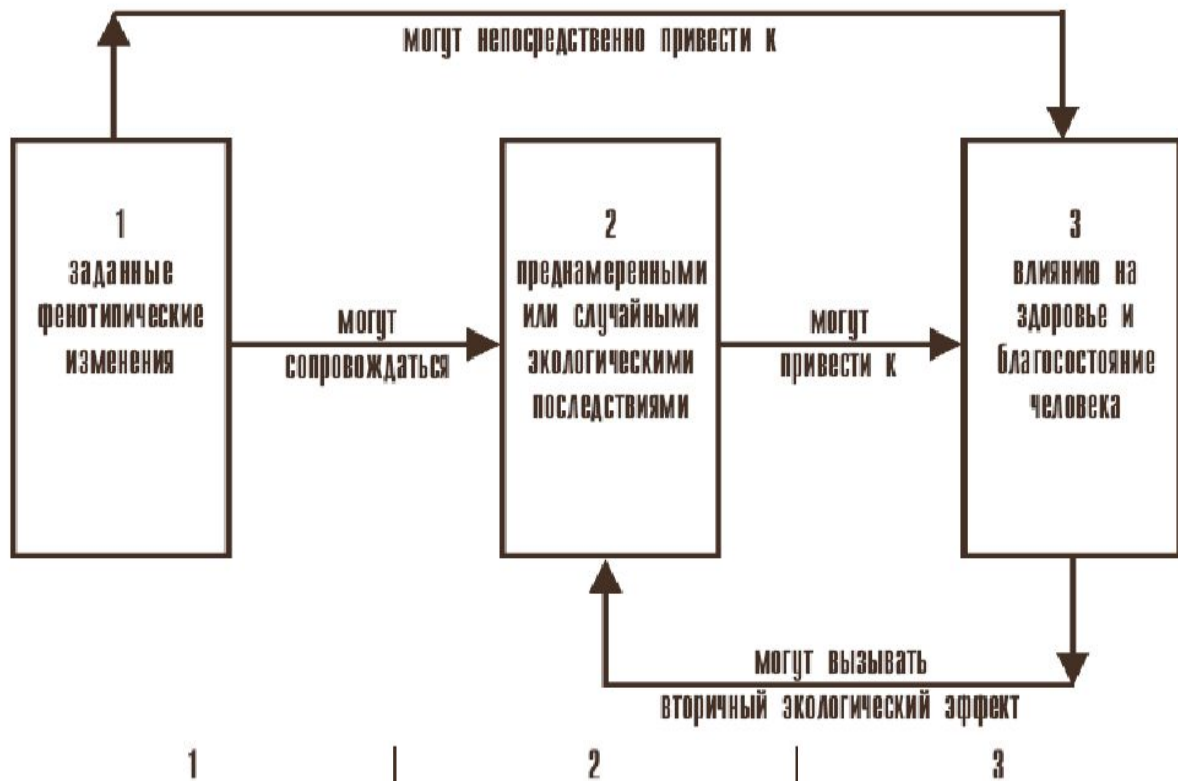 могут непосредственно привести к
1
заданные
фенотипические
изменения
могут
сопровождаться
2
преднамеренными
или случайными
экологическими
последствиями
могут
привести к
3
влиянию на
здоровье и
благосостояние
человека
могут вызывать
вторичный экологический эффект
1 | 2 | 3